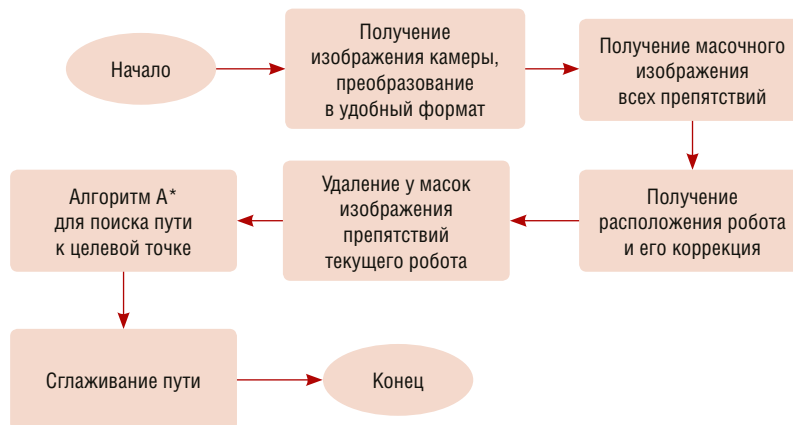 Начало
Получение
изображения камеры,
преобразование
в удобный формат
Получение масочного
изображения
всех препятствий
Получение
расположения робота
и его коррекция
Удаление у масок
изображения
препятствий
текущего робота
Алгоритм A*
для поиска пути
к целевой точке
Сглаживание пути
Конец